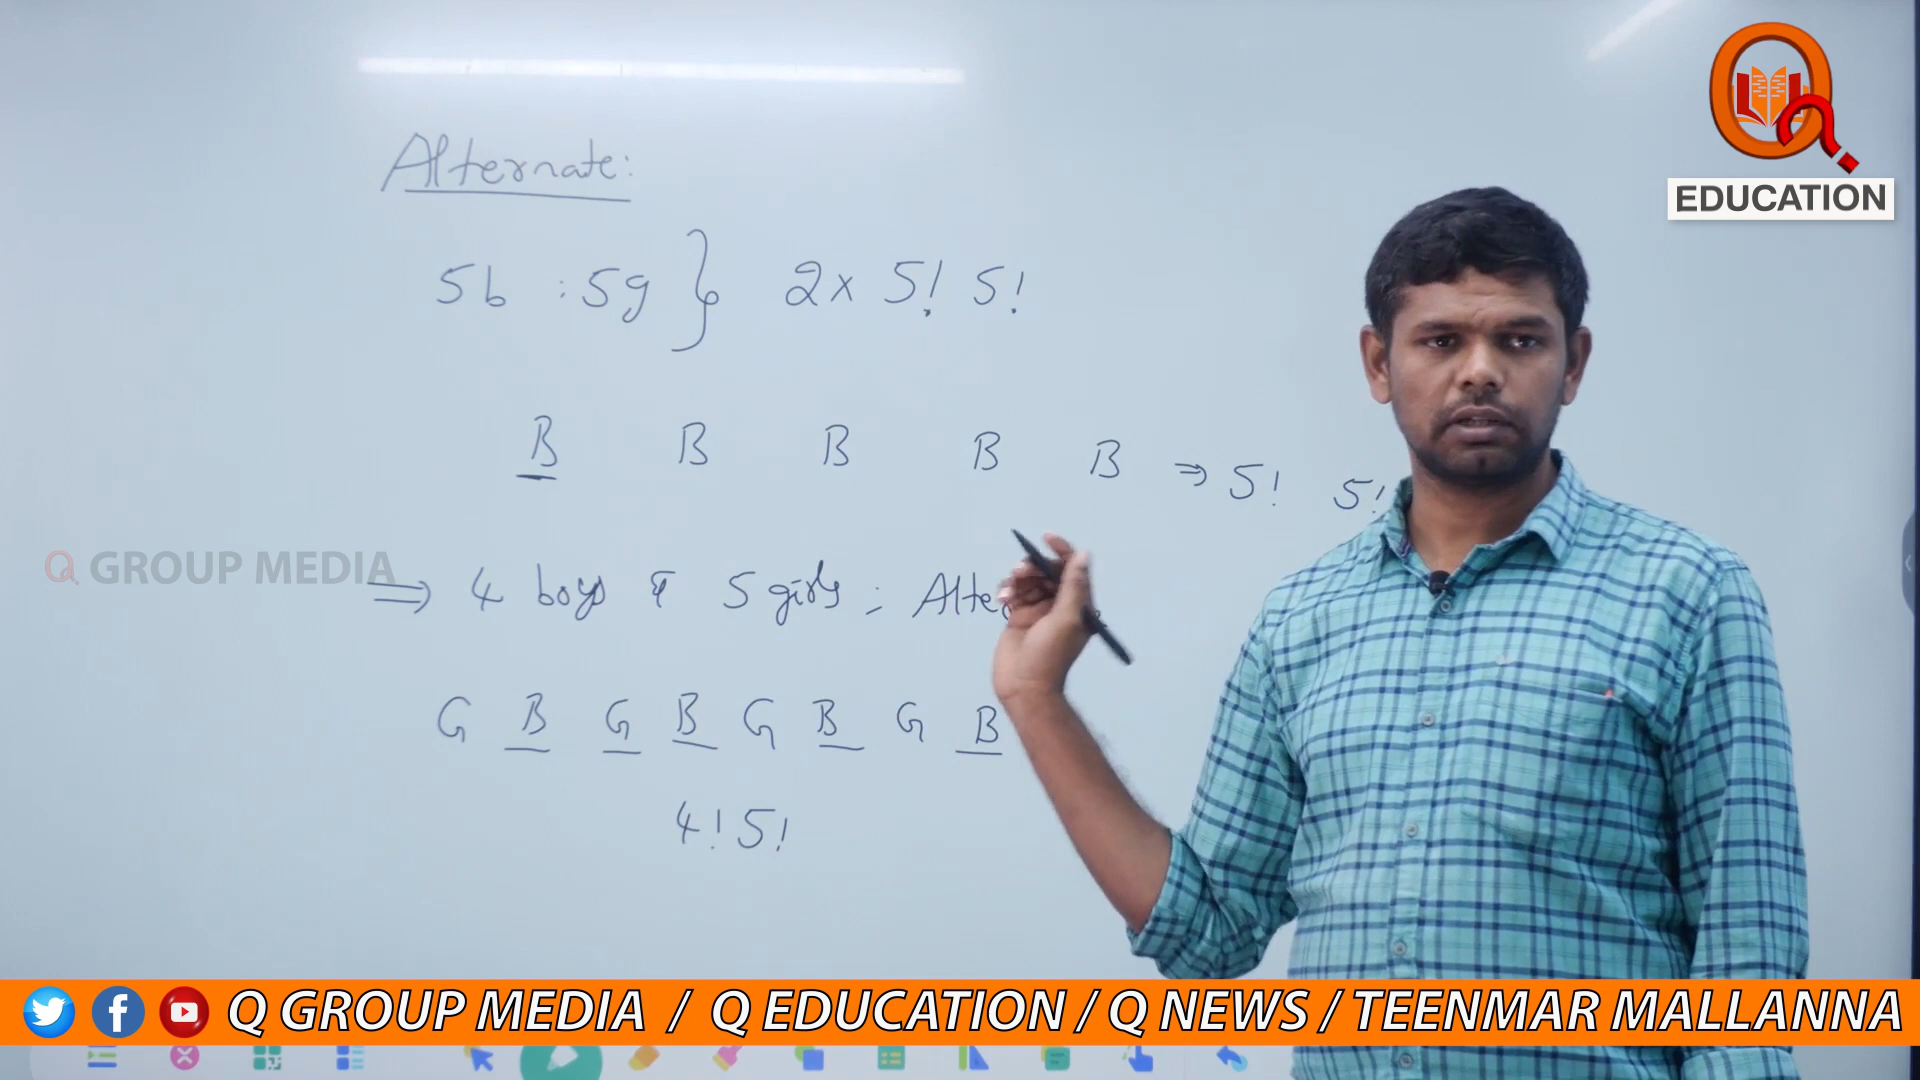 Alternate:
5b : 5g } 2x 5! 5!
B B B B B ⇒ 5! 5!
⇒ 4 boys & 5 girls ;
G B G B G B G B
4! 5!
Q
EDUCATION
Q GROUP MEDIA
Q GROUP MEDIA / Q EDUCATION / Q NEWS / TEENMAR MALLANNA